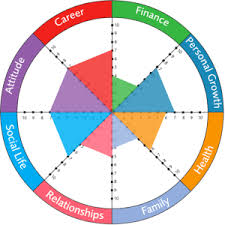 Career
Finance
Personal Growth
Health
Family
Relationships
Social Life
Attitude